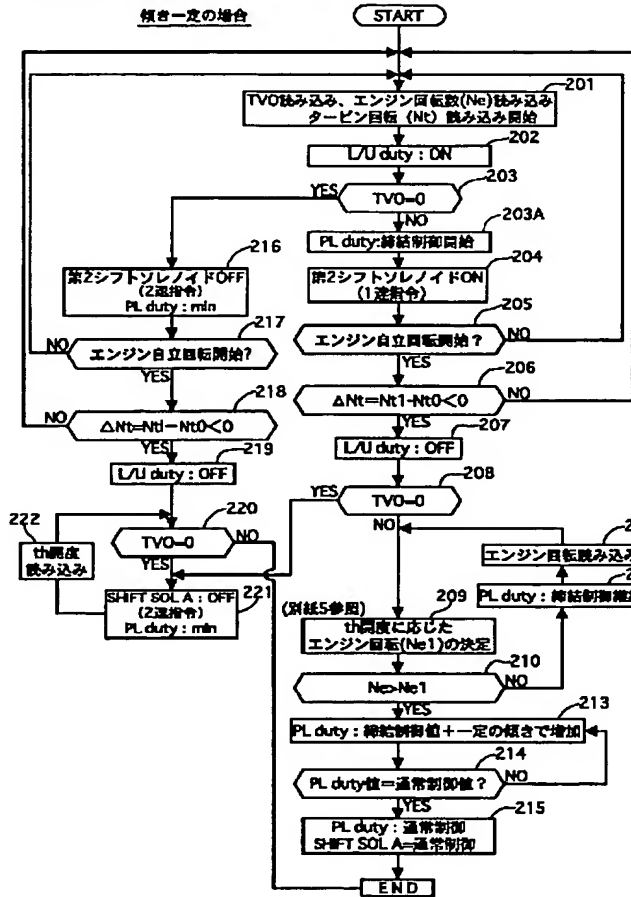 傾き一定の場合
START
201
TVO読み込み、エンジン回転数(Ne)読み込み
タービン回転 (Nt) 読み込み開始
202
L/U duty : ON
203
YES
TVO=0
NO
203A
PL duty:締結制御開始
204
第2シフトソレノイドON
(1速指令)
205
エンジン自立回転開始?
NO
YES
206
ΔNt=Nt1-Nt0<0
NO
YES
207
L/U duty : OFF
208
YES
TVO=0
NO
216
第2シフトソレノイドOFF
(2速指令)
PL duty : min
217
NO
エンジン自立回転開始?
YES
218
NO
ΔNt=Nt1-Nt0<0
YES
219
L/U duty : OFF
220
222
TVO=0
NO
YES
th開度
読み込み
SHIFT SOL A : OFF
(2速指令)
PL duty : min
221
エンジン回転読み込み
PL duty : 締結制御維
(別紙5参照)
209
th開度に応じた
エンジン回転(Ne1)の決定
210
Ne>Ne1
NO
YES
213
PL duty : 締結制御値+一定の傾きで増加
214
PL duty値=通常制御値?
NO
YES
215
PL duty : 通常制御
SHIFT SOL A=通常制御
END